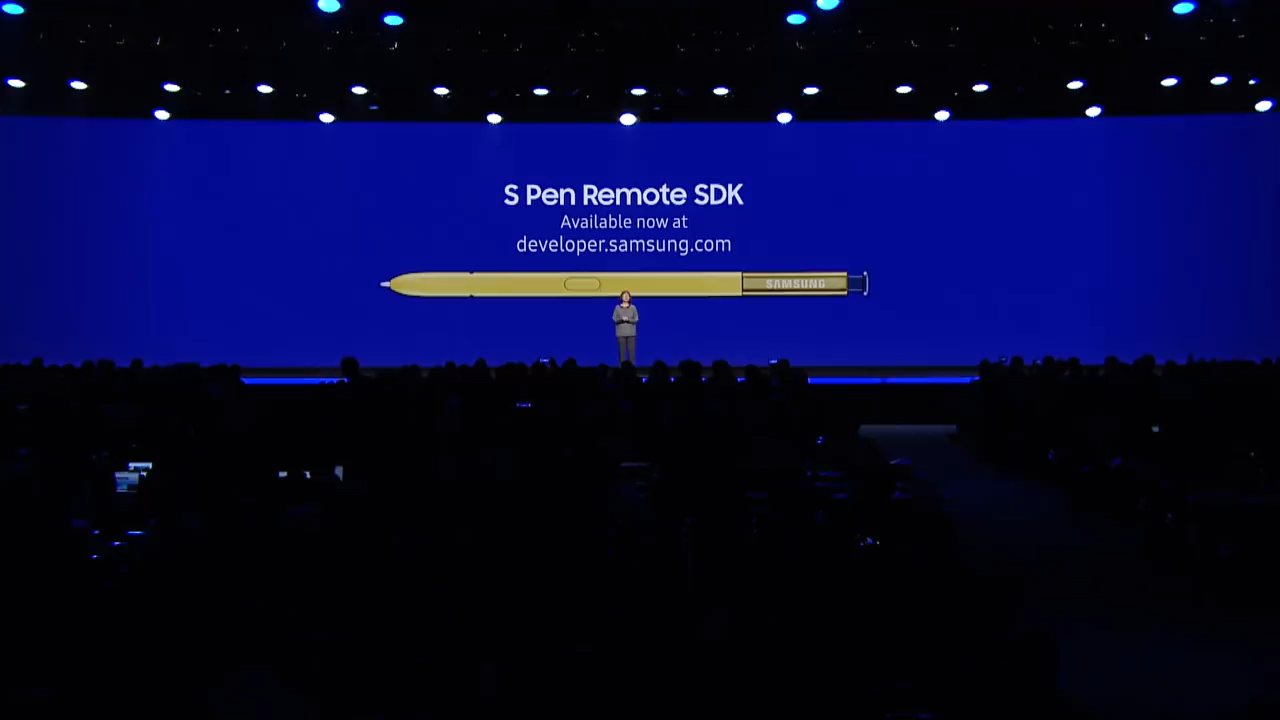 S Pen Remote SDK
Available now at
developer.samsung.com
SAMSUNG